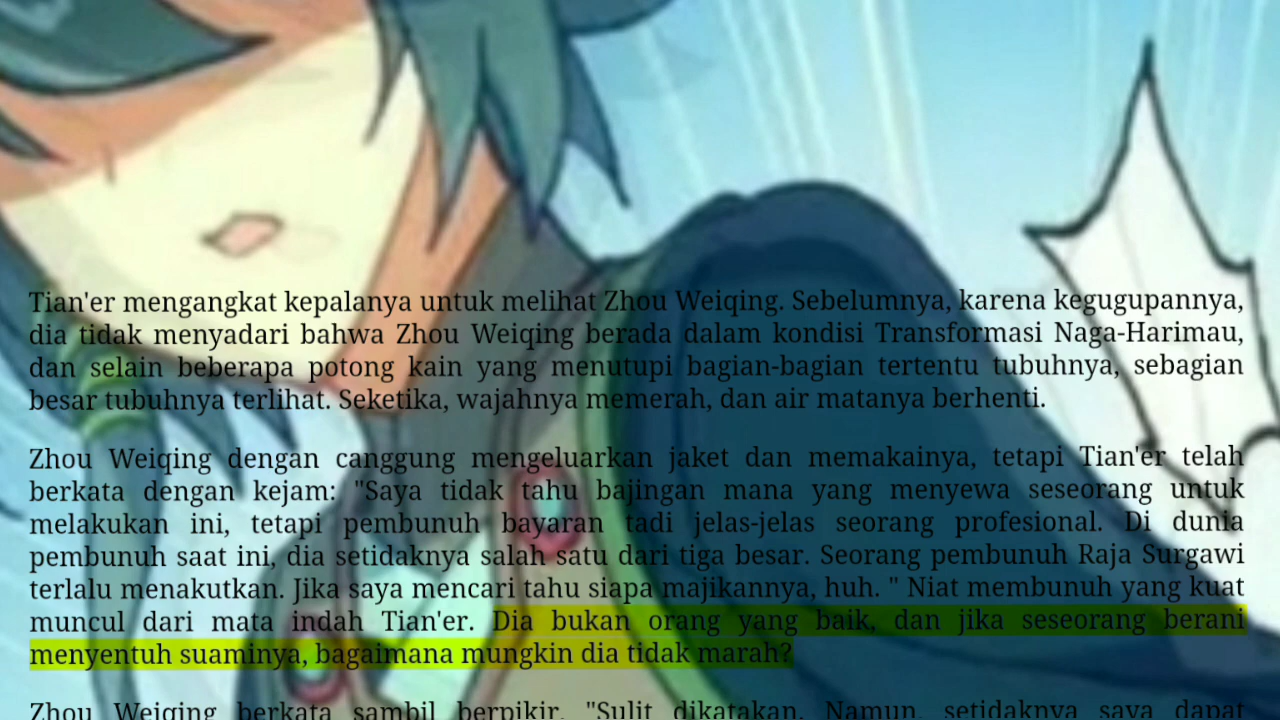 Tian'er mengangkat kepalanya untuk melihat Zhou Weiqing. Sebelumnya, karena kegugupannya,
dia tidak menyadari bahwa Zhou Weiqing berada dalam kondisi Transformasi Naga-Harimau,
dan selain beberapa potong kain yang menutupi bagian-bagian tertentu tubuhnya, sebagian
besar tubuhnya terlihat. Seketika, wajahnya memerah, dan air matanya berhenti.
Zhou Weiqing dengan canggung mengeluarkan jaket dan memakainya, tetapi Tian'er telah
berkata dengan kejam: "Saya tidak tahu bajingan mana yang menyewa seseorang untuk
melakukan ini, tetapi pembunuh bayaran tadi jelas-jelas seorang profesional. Di dunia
pembunuh saat ini, dia setidaknya salah satu dari tiga besar. Seorang pembunuh Raja Surgawi
terlalu menakutkan. Jika saya mencari tahu siapa majikannya, huh. " Niat membunuh yang kuat
muncul dari mata indah Tian'er. Dia bukan orang yang baik, dan jika seseorang berani
menyentuh suaminya, bagaimana mungkin dia tidak marah?
Zhou Weiqing berkata sambil berpikir, "Sulit dikatakan. Namun, setidaknya saya dapat